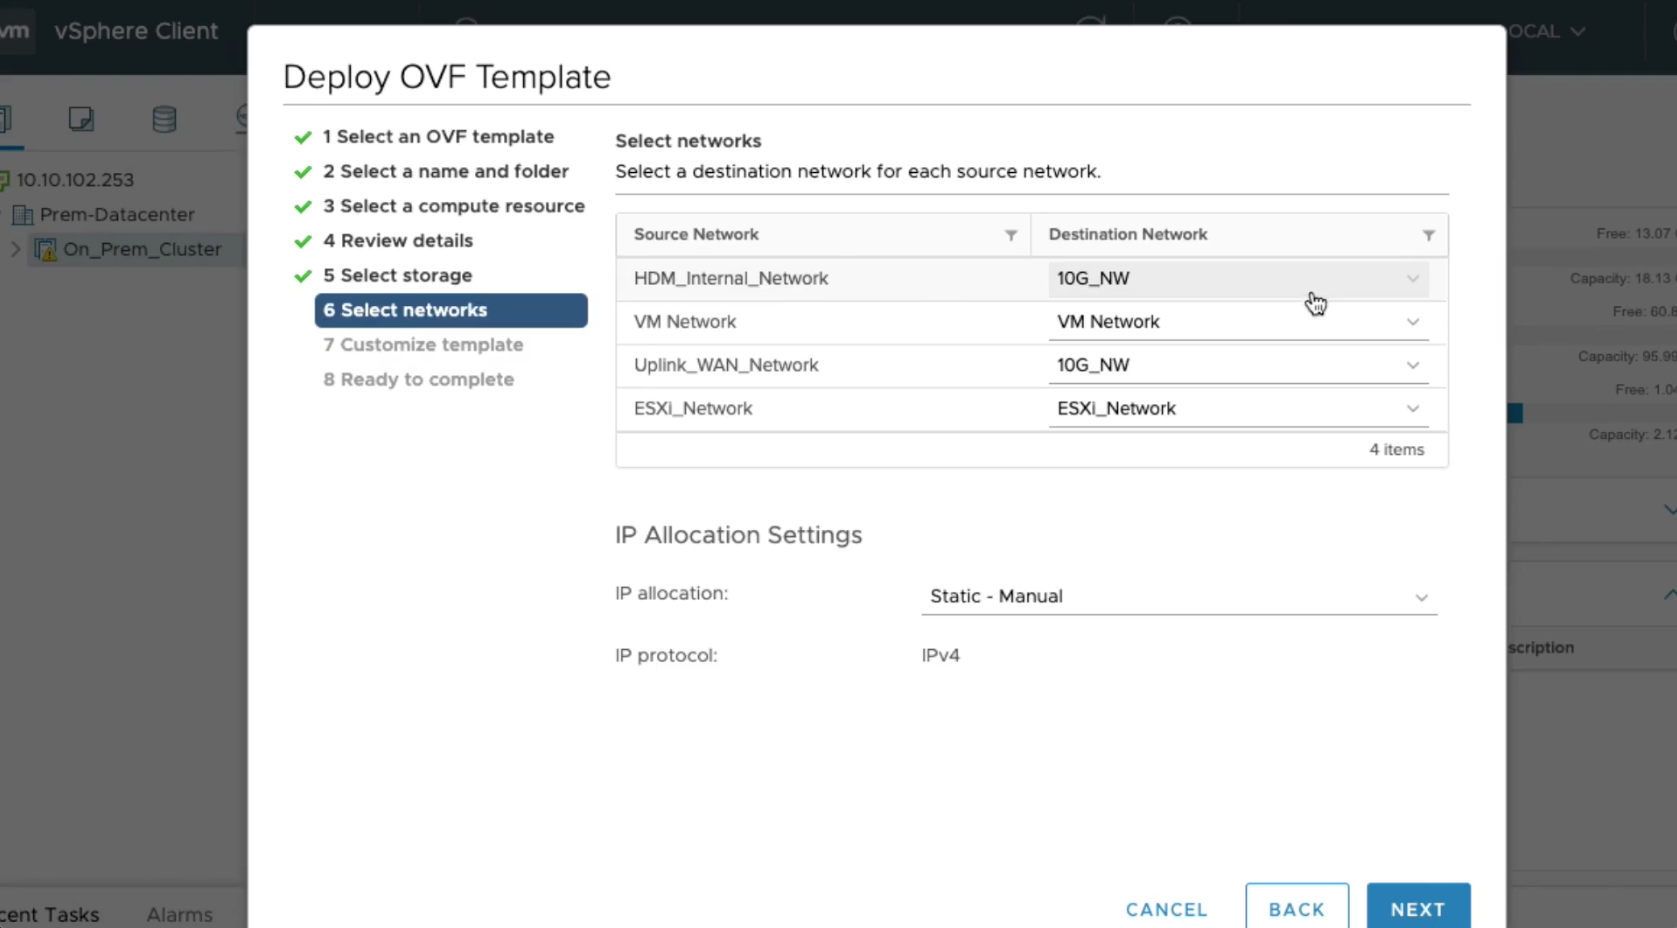 vm vSphere Client
OCAL
Deploy OVF Template
1 Select an OVF template
2 Select a name and folder
3 Select a compute resource
4 Review details
5 Select storage
6 Select networks
7 Customize template
8 Ready to complete
10.10.102.253
Prem-Datacenter
On_Prem_Cluster
Select networks
Select a destination network for each source network.
Source Network Destination Network
HDM_Internal_Network 10G_NW
VM Network VM Network
Uplink_WAN_Network 10G_NW
ESXi_Network ESXi_Network
4 items
IP Allocation Settings
IP allocation: Static - Manual
IP protocol: IPv4
CANCEL BACK NEXT
Free: 13.07
Capacity: 18.13
Free: 60.8
Capacity: 95.99
Free: 1.04
Capacity: 2.12
scription
cent Tasks Alarms